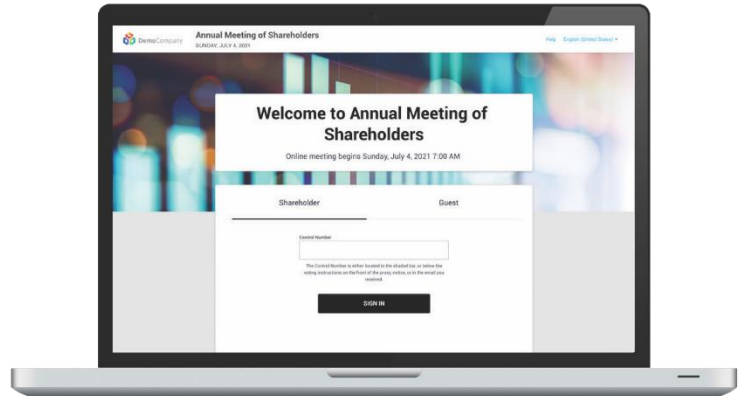 DemoCompany
Annual Meeting of Shareholders
SUNDAY, JULY 4, 2021
Help English (United States)
Welcome to Annual Meeting of
Shareholders
Online meeting begins Sunday, July 4, 2021 7:00 AM
Shareholder Guest
Control Number
The Control Number is either located in the shaded bar, or below the
voting instructions on the front of the proxy notice, or in the email you
received.
SIGN IN